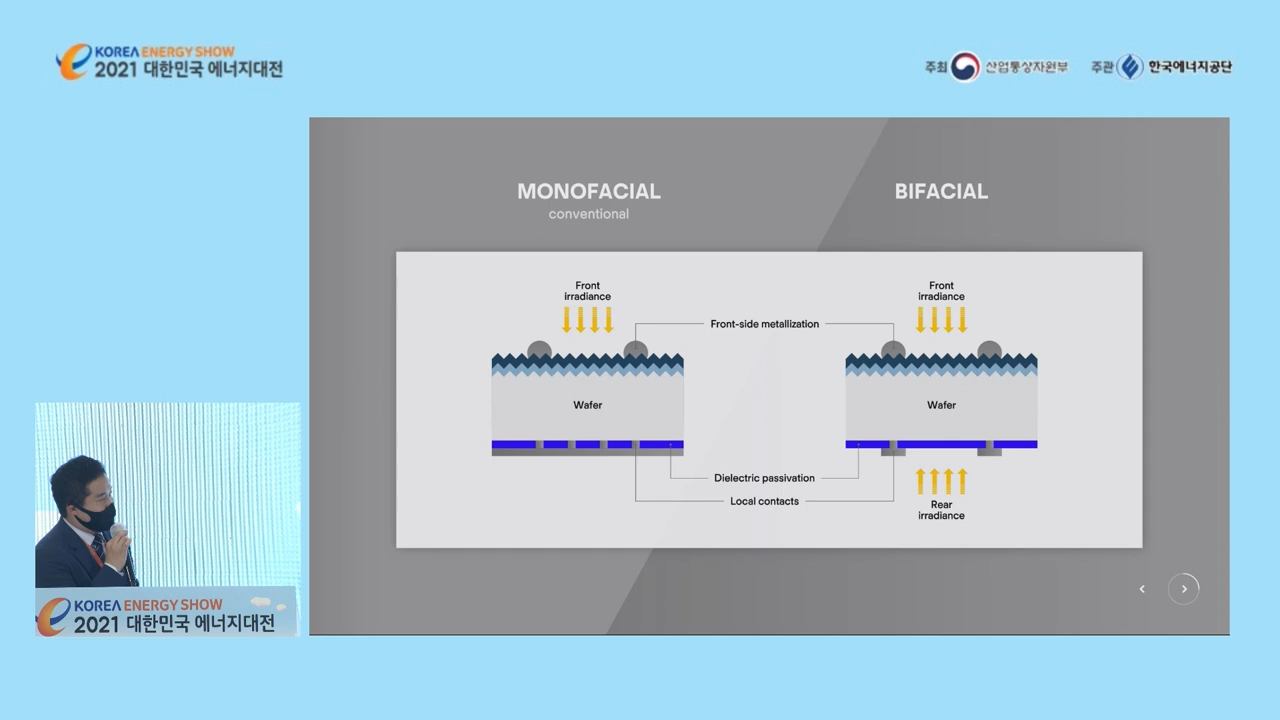 KOREA ENERGY SHOW
2021 대한민국 에너지대전
주최 산업통상자원부 주관 한국에너지공단
MONOFACIAL
conventional
BIFACIAL
Front
irradiance
Front
irradiance
Front-side metallization
Wafer
Wafer
Dielectric passivation
Local contacts
Rear
irradiance
KOREA ENERGY SHOW
2021 대한민국 에너지대전